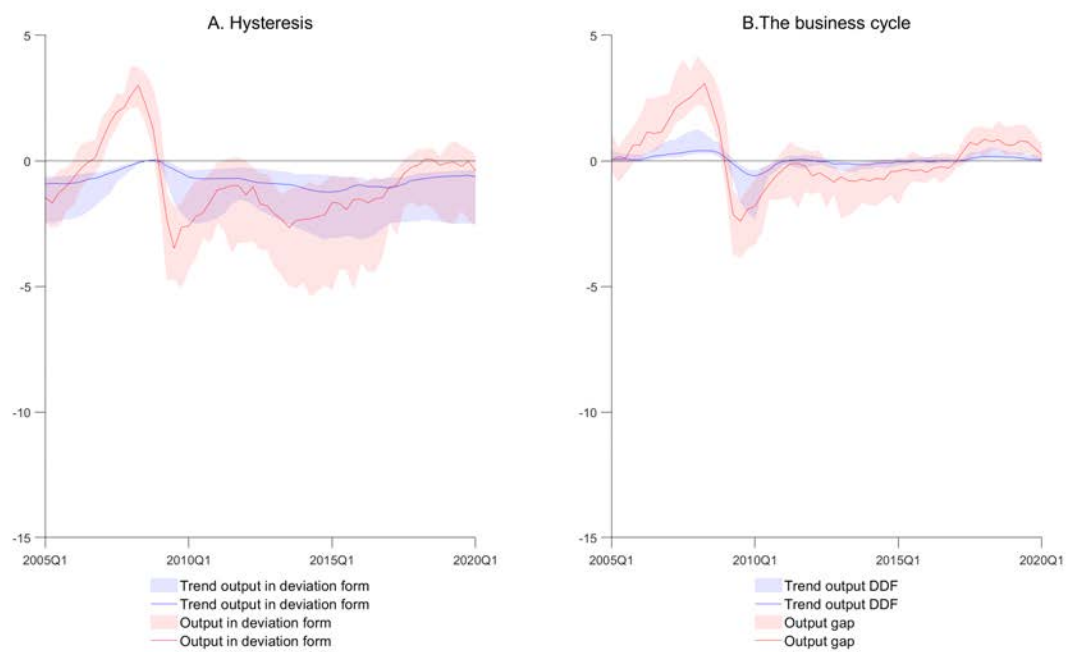 A. Hysteresis
5
0
-5
-10
-15
2005Q1 2010Q1 2015Q1 2020Q1
Trend output in deviation form
Trend output in deviation form
Output in deviation form
Output in deviation form
B.The business cycle
5
0
-5
-10
-15
2005Q1 2010Q1 2015Q1 2020Q1
Trend output DDF
Trend output DDF
Output gap
Output gap